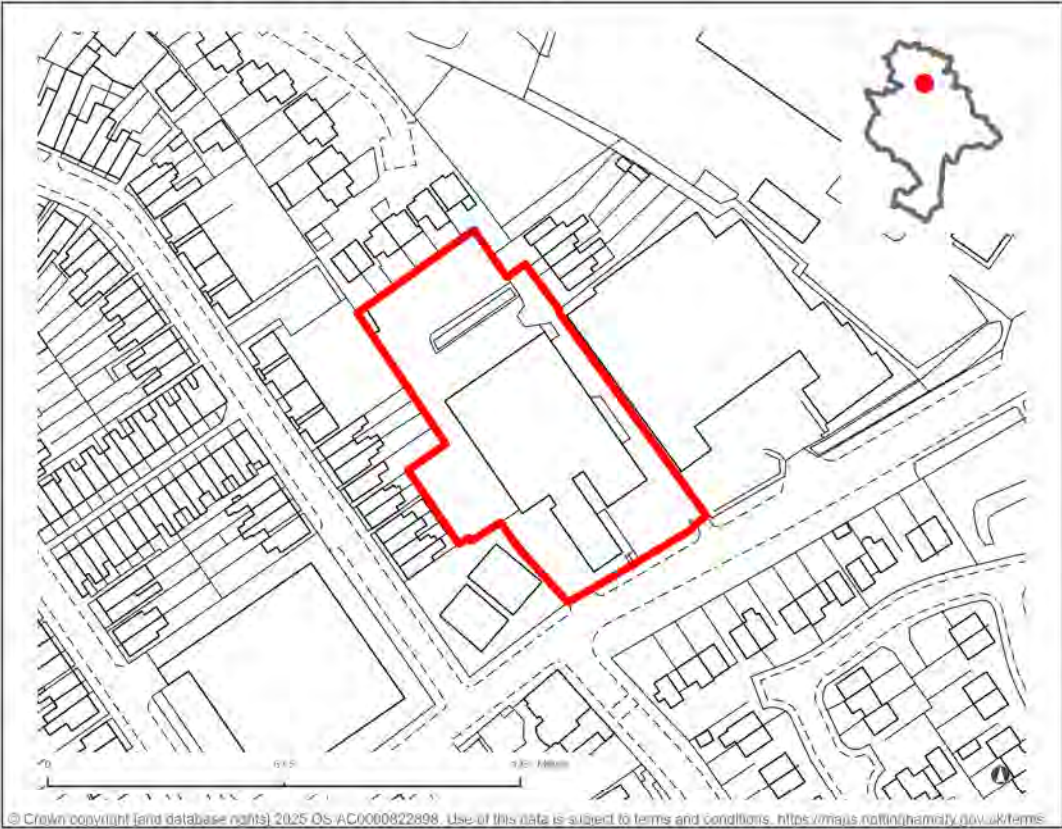 0
© Crown copyright [and database rights] 2025 OS AC0000822898. Use of this data is subject to terms and conditions. https://maps.nottinghamcity.gov.uk/terms